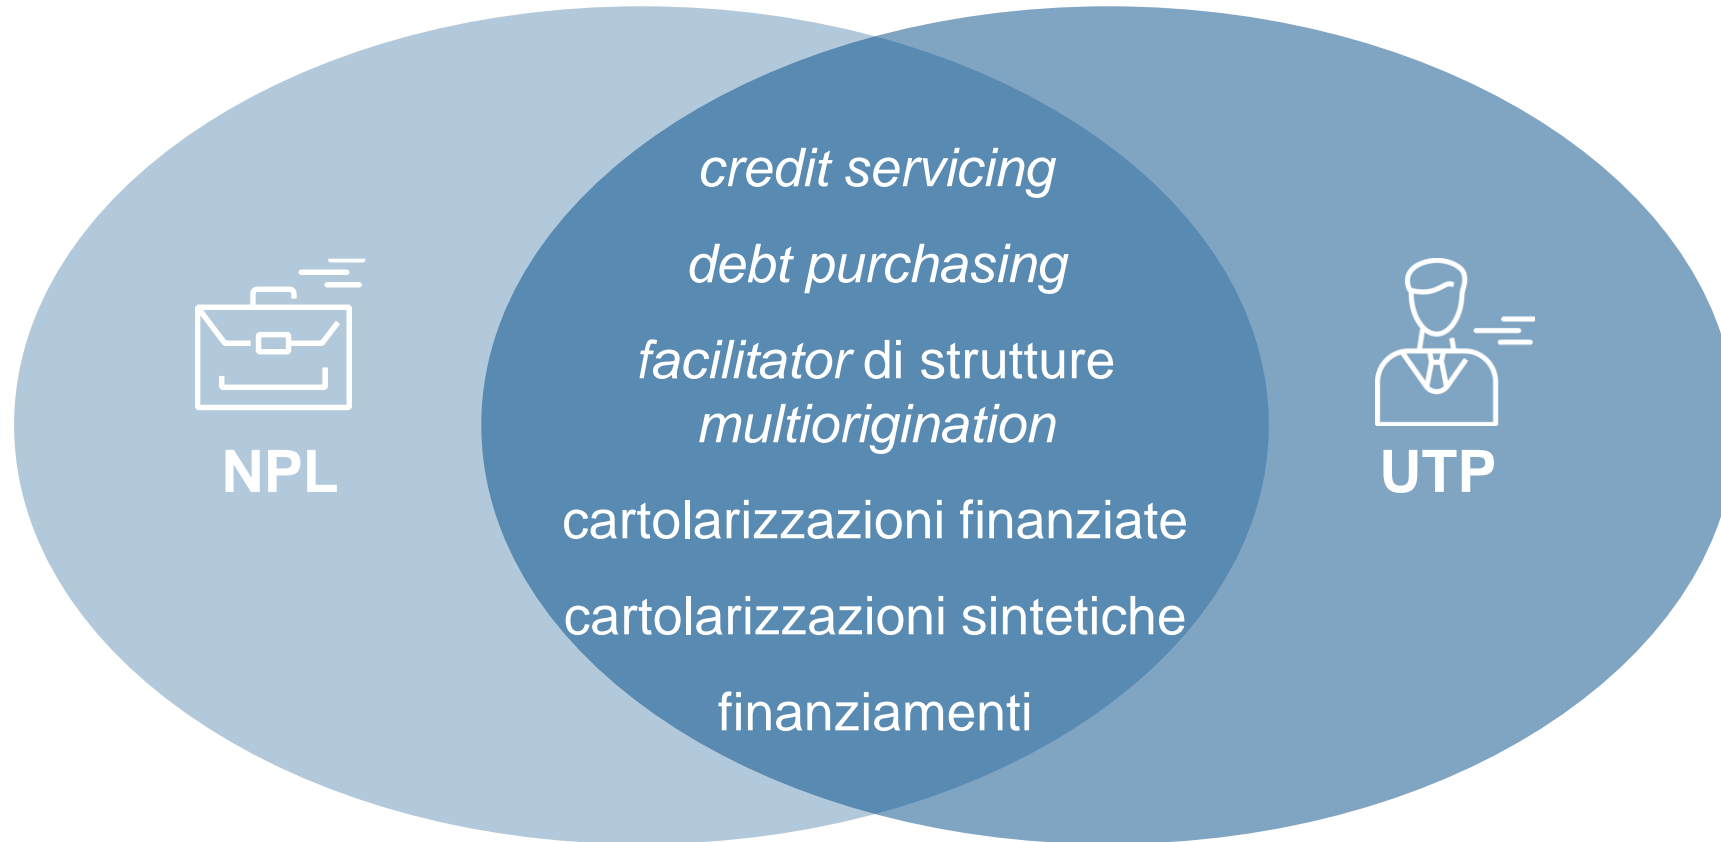 credit servicing
debt purchasing
facilitator di strutture
multiorigination
NPL
UTP
cartolarizzazioni finanziate
cartolarizzazioni sintetiche
finanziamenti